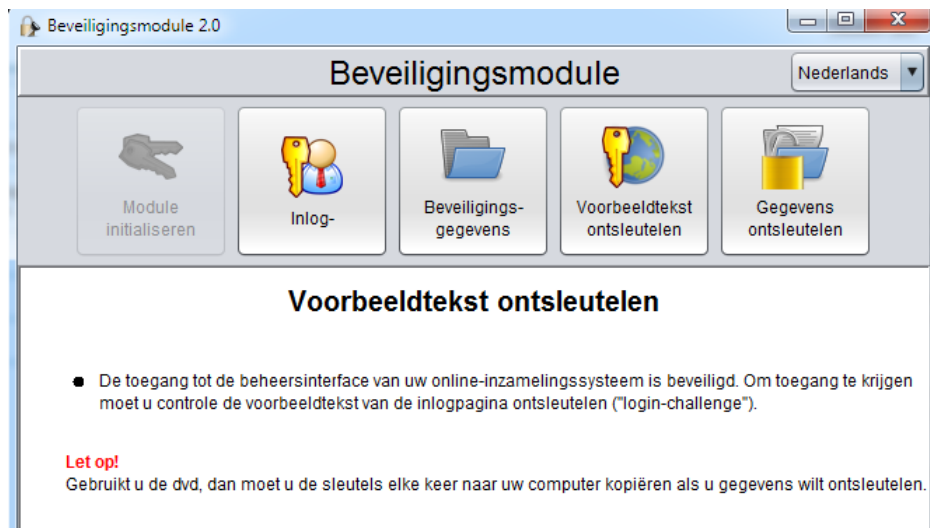 Beveiligingsmodule 2.0
Beveiligingsmodule
Nederlands
Module
initialiseren
Inlog-
Beveiligings-
gegevens
Voorbeeldtekst
ontsleutelen
Gegevens
ontsleutelen
Voorbeeldtekst ontsleutelen
De toegang tot de beheersinterface van uw online-inzamelingssysteem is beveiligd. Om toegang te krijgen
moet u controle de voorbeeldtekst van de inlogpagina ontsleutelen ("login-challenge").
Let op!
Gebruikt u de dvd, dan moet u de sleutels elke keer naar uw computer kopiëren als u gegevens wilt ontsleutelen.